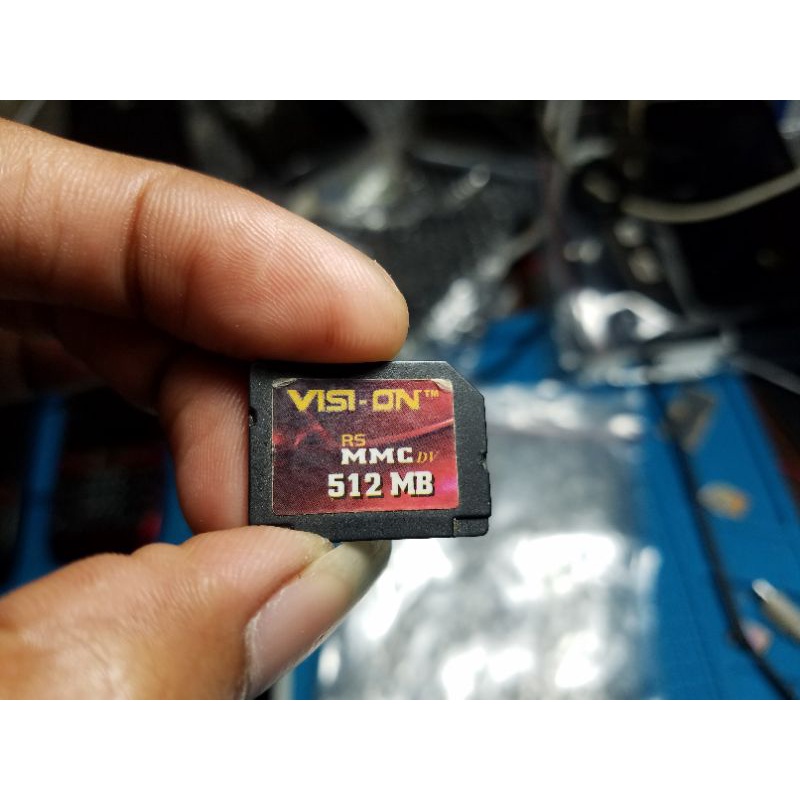 VISI-ON™
RS
MMC DV
512 MB